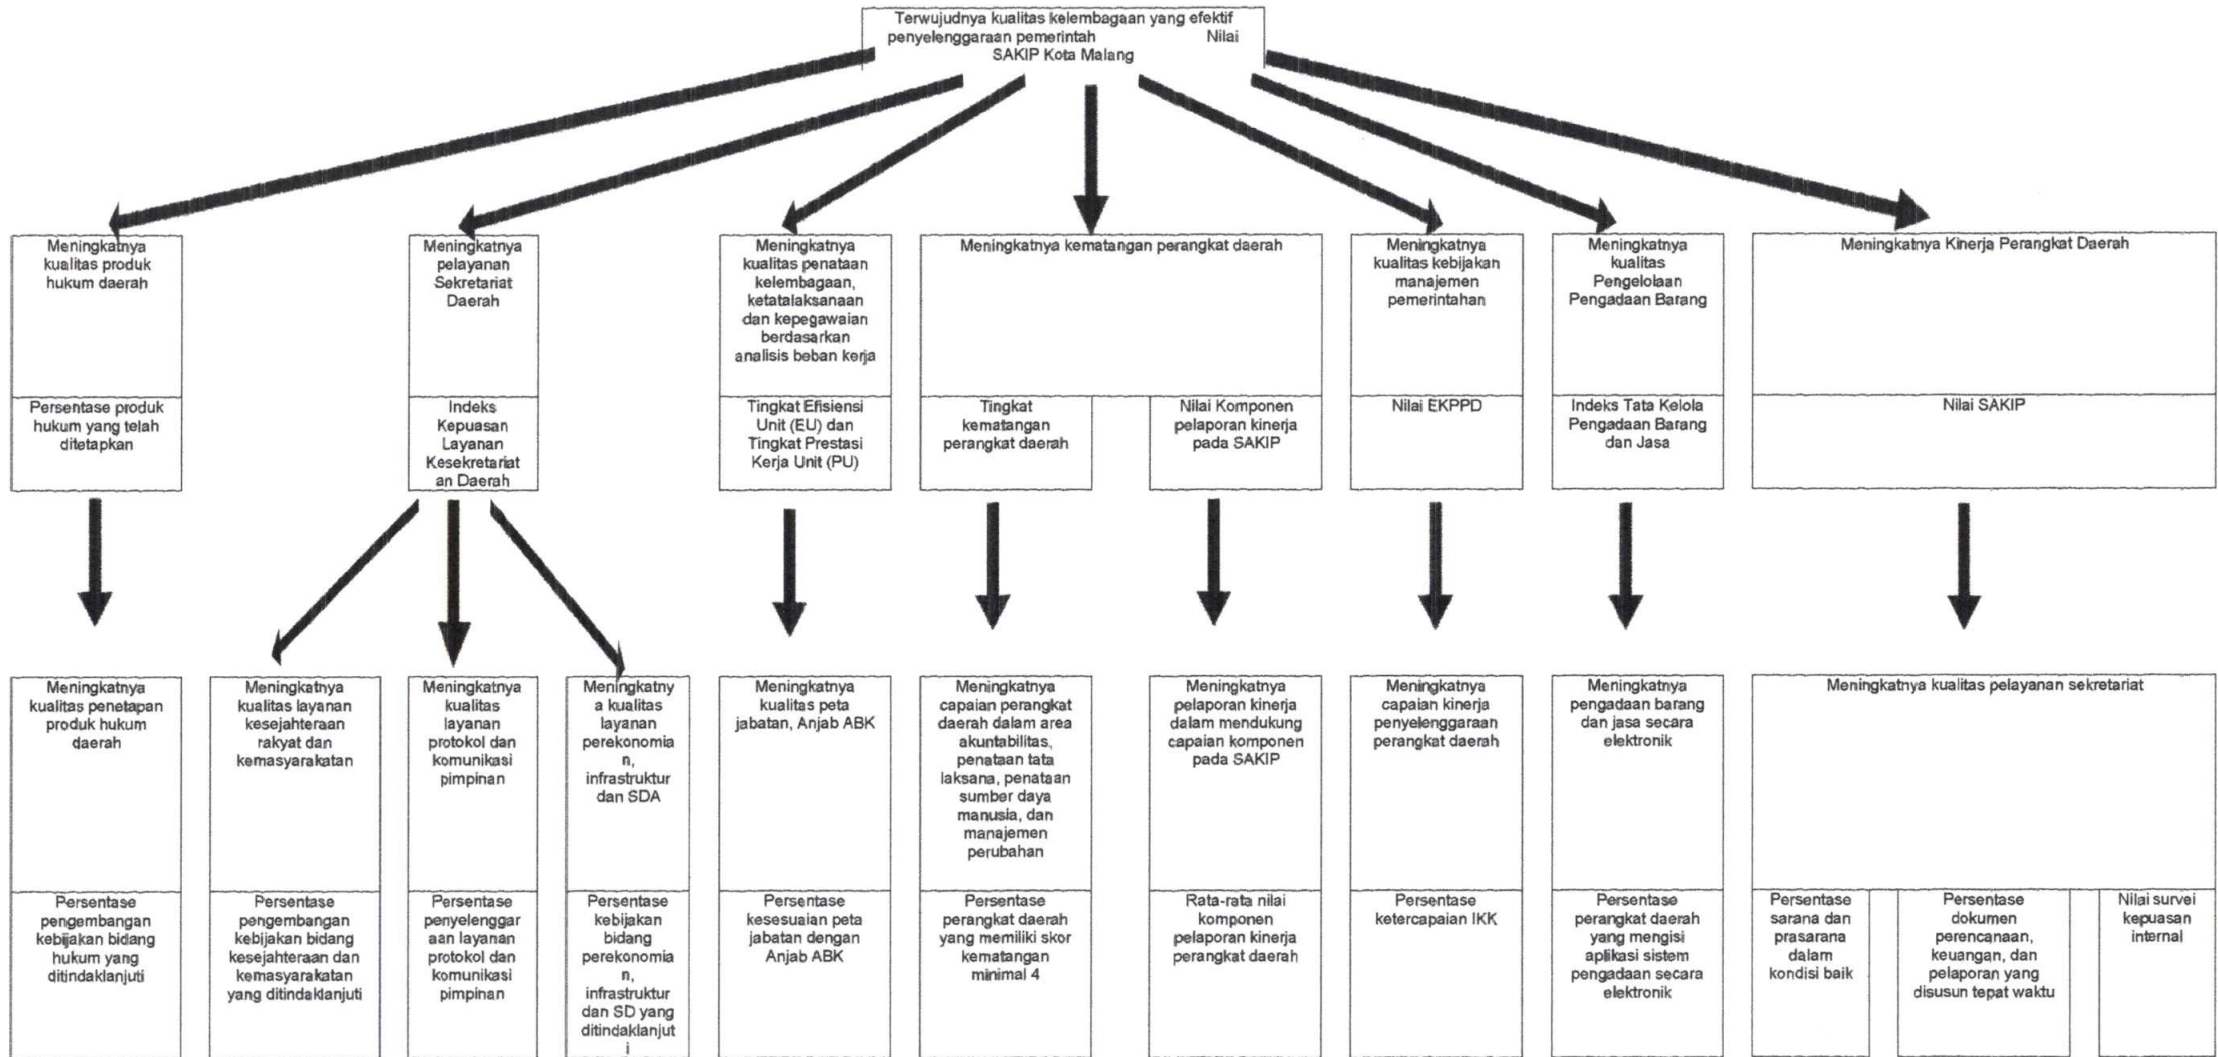 Terwujudnya kualitas kelembagaan yang efektif
penyelenggaraan pemerintah Nilai
SAKIP Kota Malang
Meningkatnya
kualitas produk
hukum daerah
Persentase produk
hukum yang telah
ditetapkan
Meningkatnya
pelayanan
Sekretariat
Daerah
Indeks
Kepuasan
Layanan
Kesekretariat
an Daerah
Meningkatnya
kualitas penataan
kelembagaan,
ketatalaksanaan
dan kepegawaian
berdasarkan
analisis beban kerja
Tingkat Efisiensi
Unit (EU) dan
Tingkat Prestasi
Kerja Unit (PU)
Meningkatnya kematangan perangkat daerah
Tingkat
kematangan
perangkat daerah
Nilai Komponen
pelaporan kinerja
pada SAKIP
Meningkatnya
kualitas kebijakan
manajemen
pemerintahan
Nilai EKPPD
Meningkatnya
kualitas
Pengelolaan
Pengadaan Barang
Indeks Tata Kelola
Pengadaan Barang
dan Jasa
Meningkatnya Kinerja Perangkat Daerah
Nilai SAKIP
Meningkatnya
kualitas penetapan
produk hukum
daerah
Persentase
pengembangan
kebijakan bidang
hukum yang
ditindaklanjuti
Meningkatnya
kualitas layanan
kesejahteraan
rakyat dan
kemasyarakatan
Persentase
pengembangan
kebijakan bidang
kesejahteraan dan
kemasyarakatan
yang ditindaklanjuti
Meningkatnya
kualitas
layanan
protokol dan
komunikasi
pimpinan
Persentase
penyelenggar
aan layanan
protokol dan
komunikasi
pimpinan
Meningkatny
a kualitas
layanan
perekonomia
n,
infrastruktur
dan SDA
Persentase
kebijakan
bidang
perekonomia
n,
infrastruktur
dan SD yang
ditindaklanjut
i
Meningkatnya
kualitas peta
jabatan, Anjab ABK
Persentase
kesesuaian peta
jabatan dengan
Anjab ABK
Meningkatnya
capaian perangkat
daerah dalam area
akuntabilitas,
penataan tata
laksana, penataan
sumber daya
manusia, dan
manajemen
perubahan
Persentase
perangkat daerah
yang memiliki skor
kematangan
minimal 4
Meningkatnya
pelaporan kinerja
dalam mendukung
capaian komponen
pada SAKIP
Rata-rata nilai
komponen
pelaporan kinerja
perangkat daerah
Meningkatnya
capaian kinerja
penyelenggaraan
perangkat daerah
Persentase
ketercapaian IKK
Meningkatnya
pengadaan barang
dan jasa secara
elektronik
Persentase
perangkat daerah
yang mengisi
aplikasi sistem
pengadaan secara
elektronik
Meningkatnya kualitas pelayanan sekretariat
Persentase
sarana dan
prasarana
dalam
kondisi baik
Persentase
dokumen
perencanaan,
keuangan, dan
pelaporan yang
disusun tepat waktu
Nilai survei
kepuasan
internal